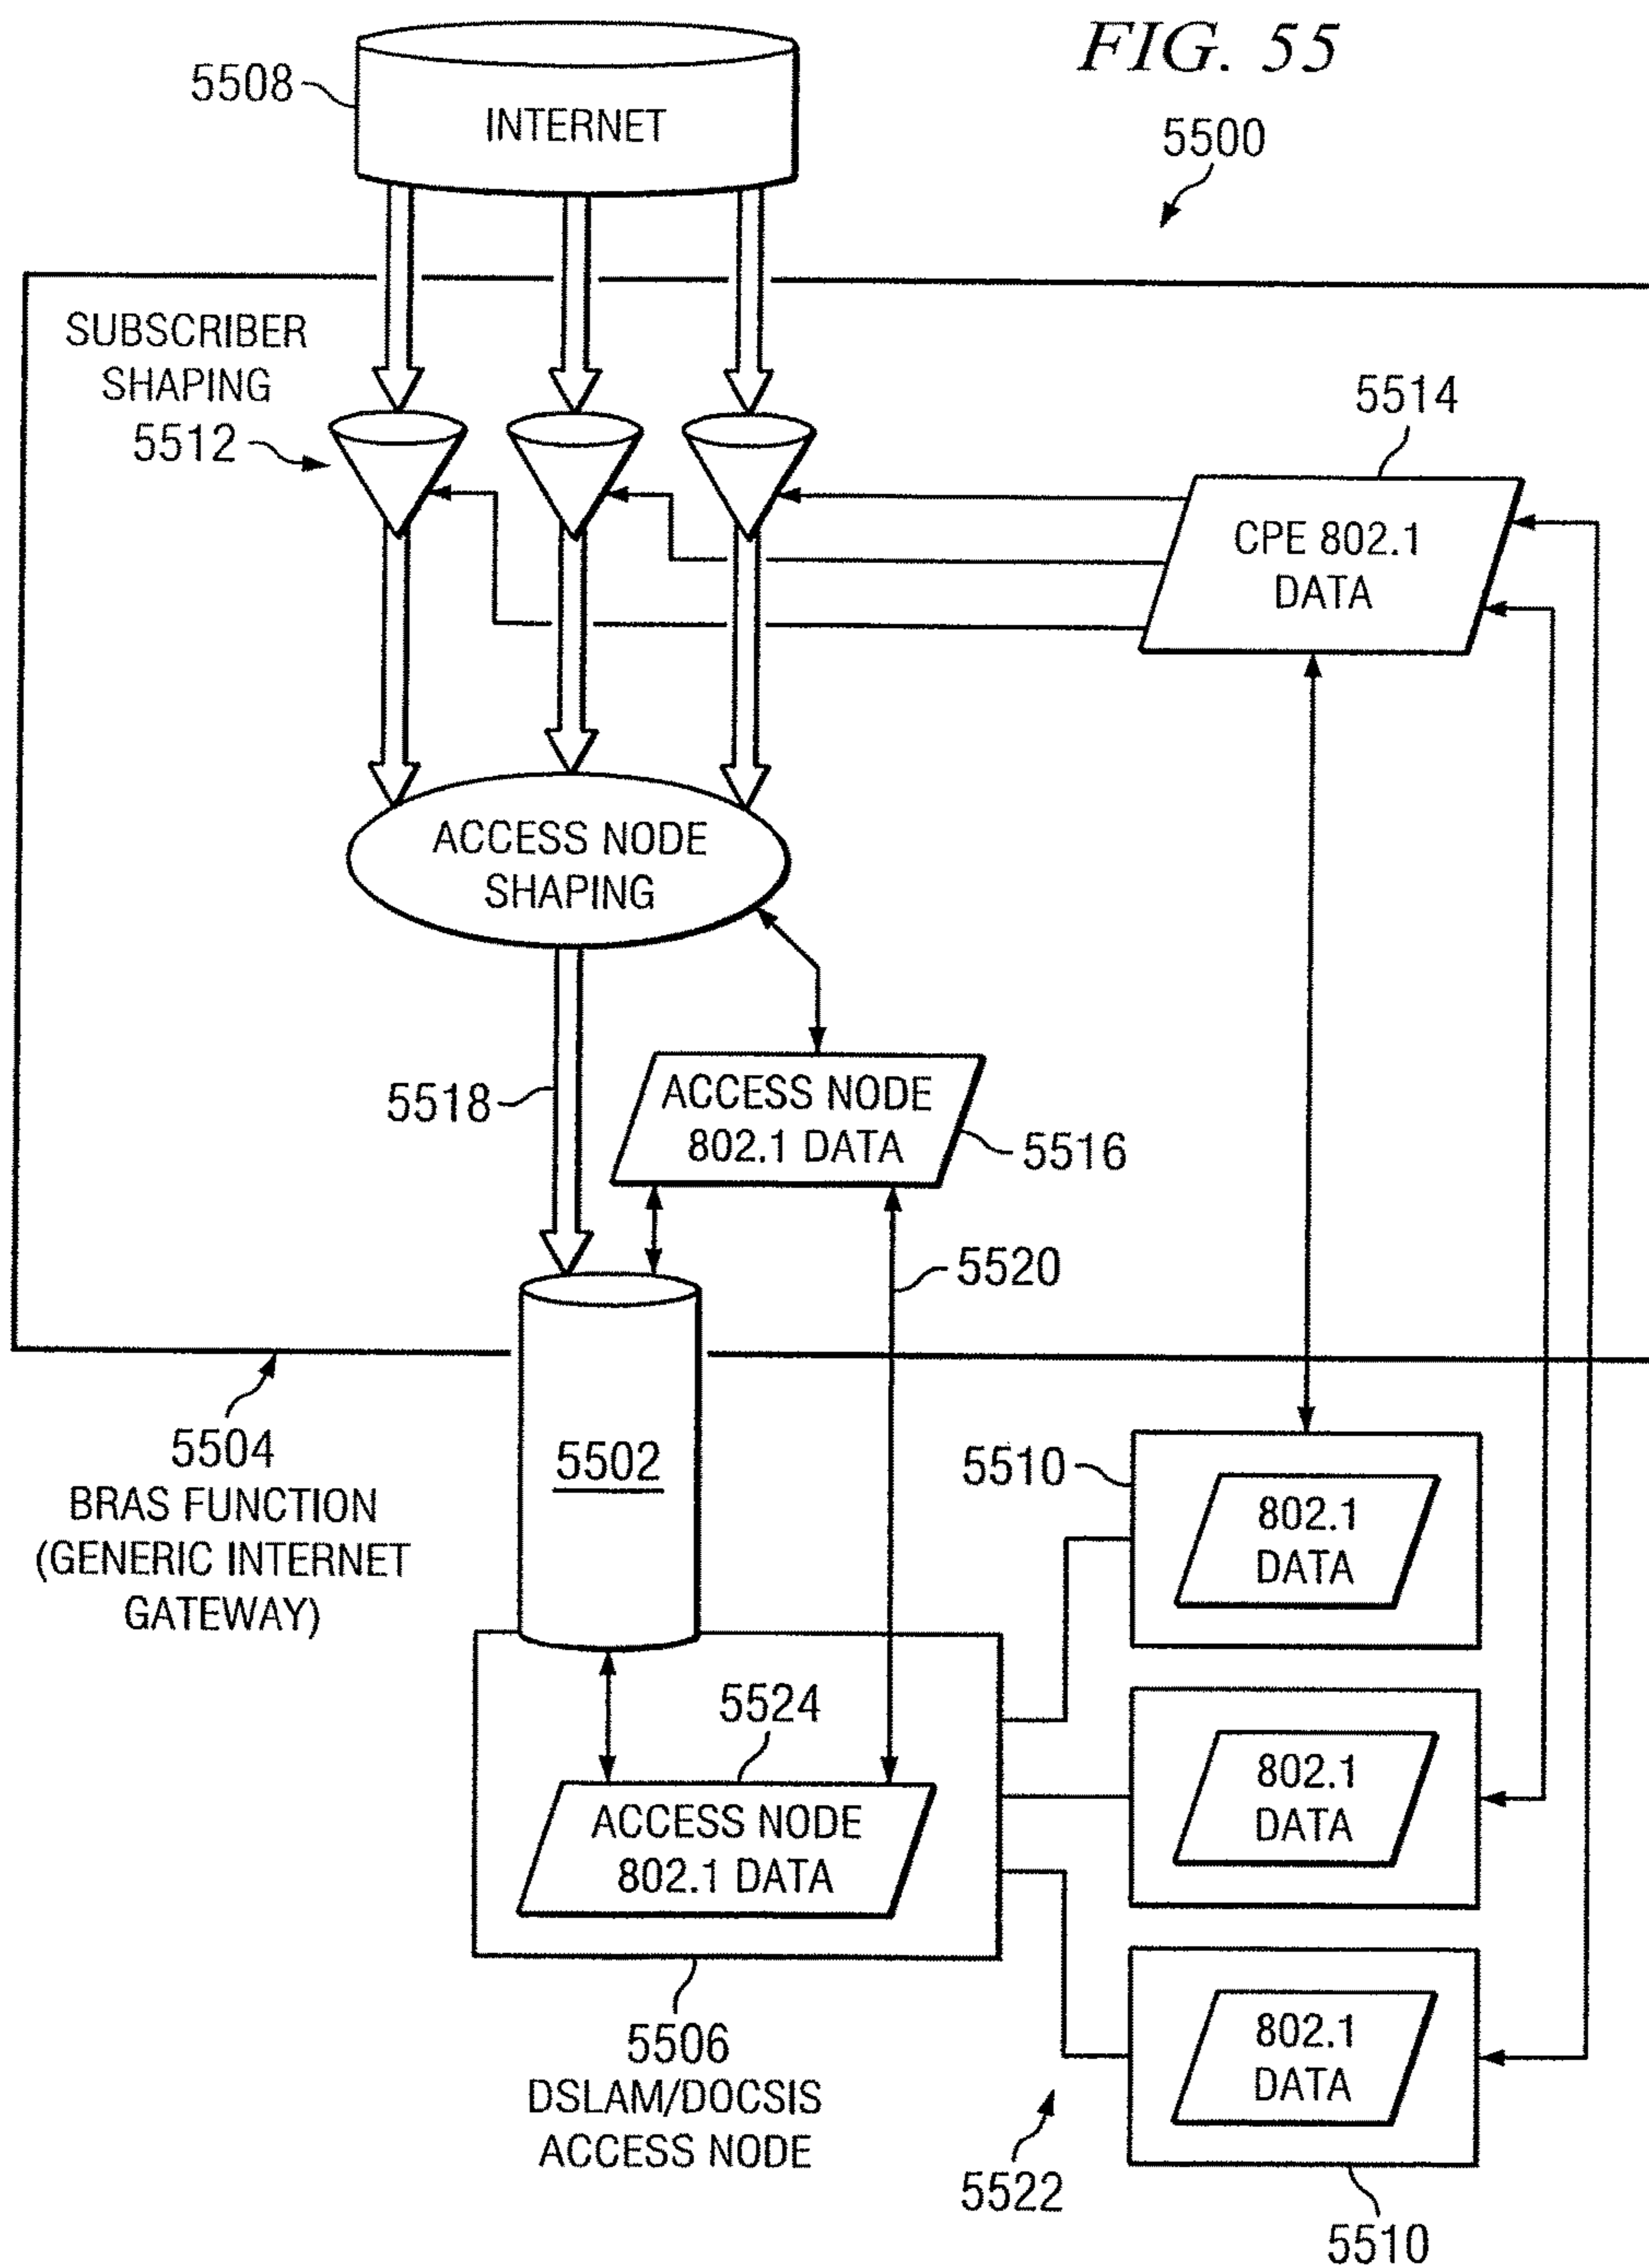 FIG. 55
5508
INTERNET
5500
SUBSCRIBER
SHAPING
5512
5514
CPE 802.1
DATA
ACCESS NODE
SHAPING
5518
ACCESS NODE
802.1 DATA
5516
5520
5504
BRAS FUNCTION
(GENERIC INTERNET
GATEWAY)
5502
5510
802.1
DATA
5524
ACCESS NODE
802.1 DATA
802.1
DATA
5506
DSLAM/DOCSIS
ACCESS NODE
802.1
DATA
5522
5510